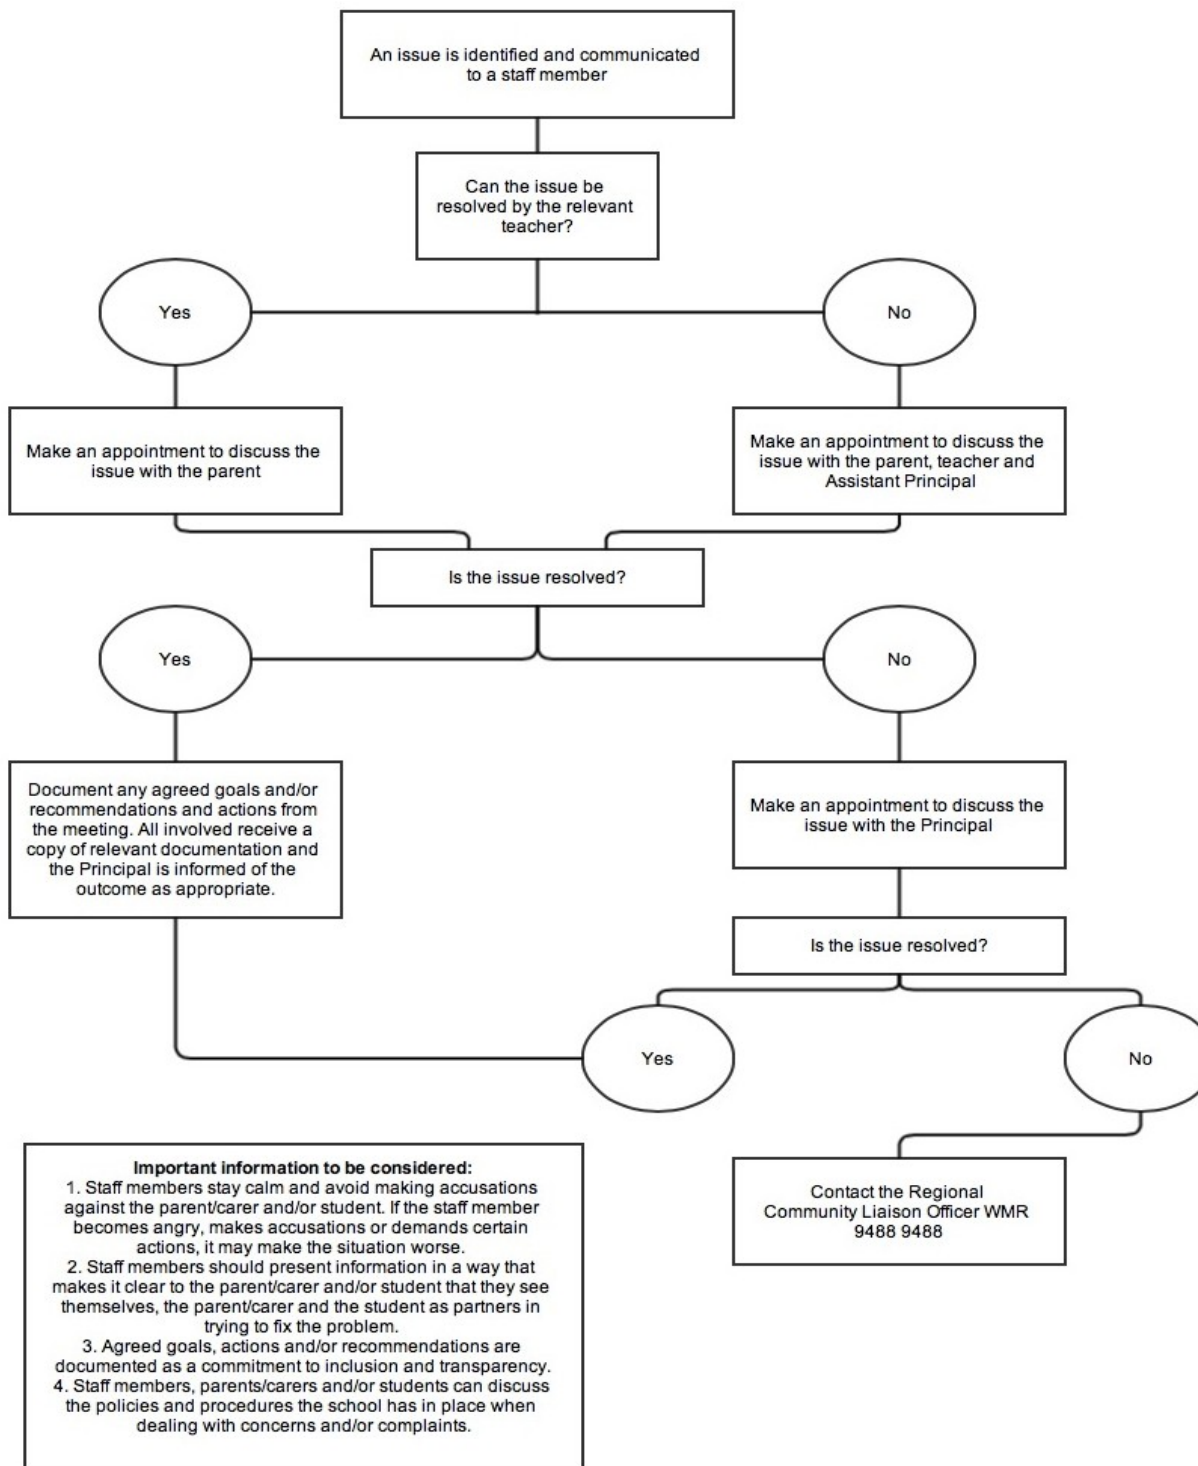 An issue is identified and communicated
to a staff member
Can the issue be
resolved by the relevant
teacher?
Yes
No
Make an appointment to discuss the
issue with the parent
Make an appointment to discuss the
issue with the parent, teacher and
Assistant Principal
Is the issue resolved?
Yes
No
Document any agreed goals and/or
recommendations and actions from
the meeting. All involved receive a
copy of relevant documentation and
the Principal is informed of the
outcome as appropriate.
Make an appointment to discuss the
issue with the Principal
Is the issue resolved?
Yes
No
Important information to be considered:
1. Staff members stay calm and avoid making accusations
against the parent/carer and/or student. If the staff member
becomes angry, makes accusations or demands certain
actions, it may make the situation worse.
2. Staff members should present information in a way that
makes it clear to the parent/carer and/or student that they see
themselves, the parent/carer and the student as partners in
trying to fix the problem.
3. Agreed goals, actions and/or recommendations are
documented as a commitment to inclusion and transparency.
4. Staff members, parents/carers and/or students can discuss
the policies and procedures the school has in place when
dealing with concerns and/or complaints.
Contact the Regional
Community Liaison Officer WMR
9488 9488